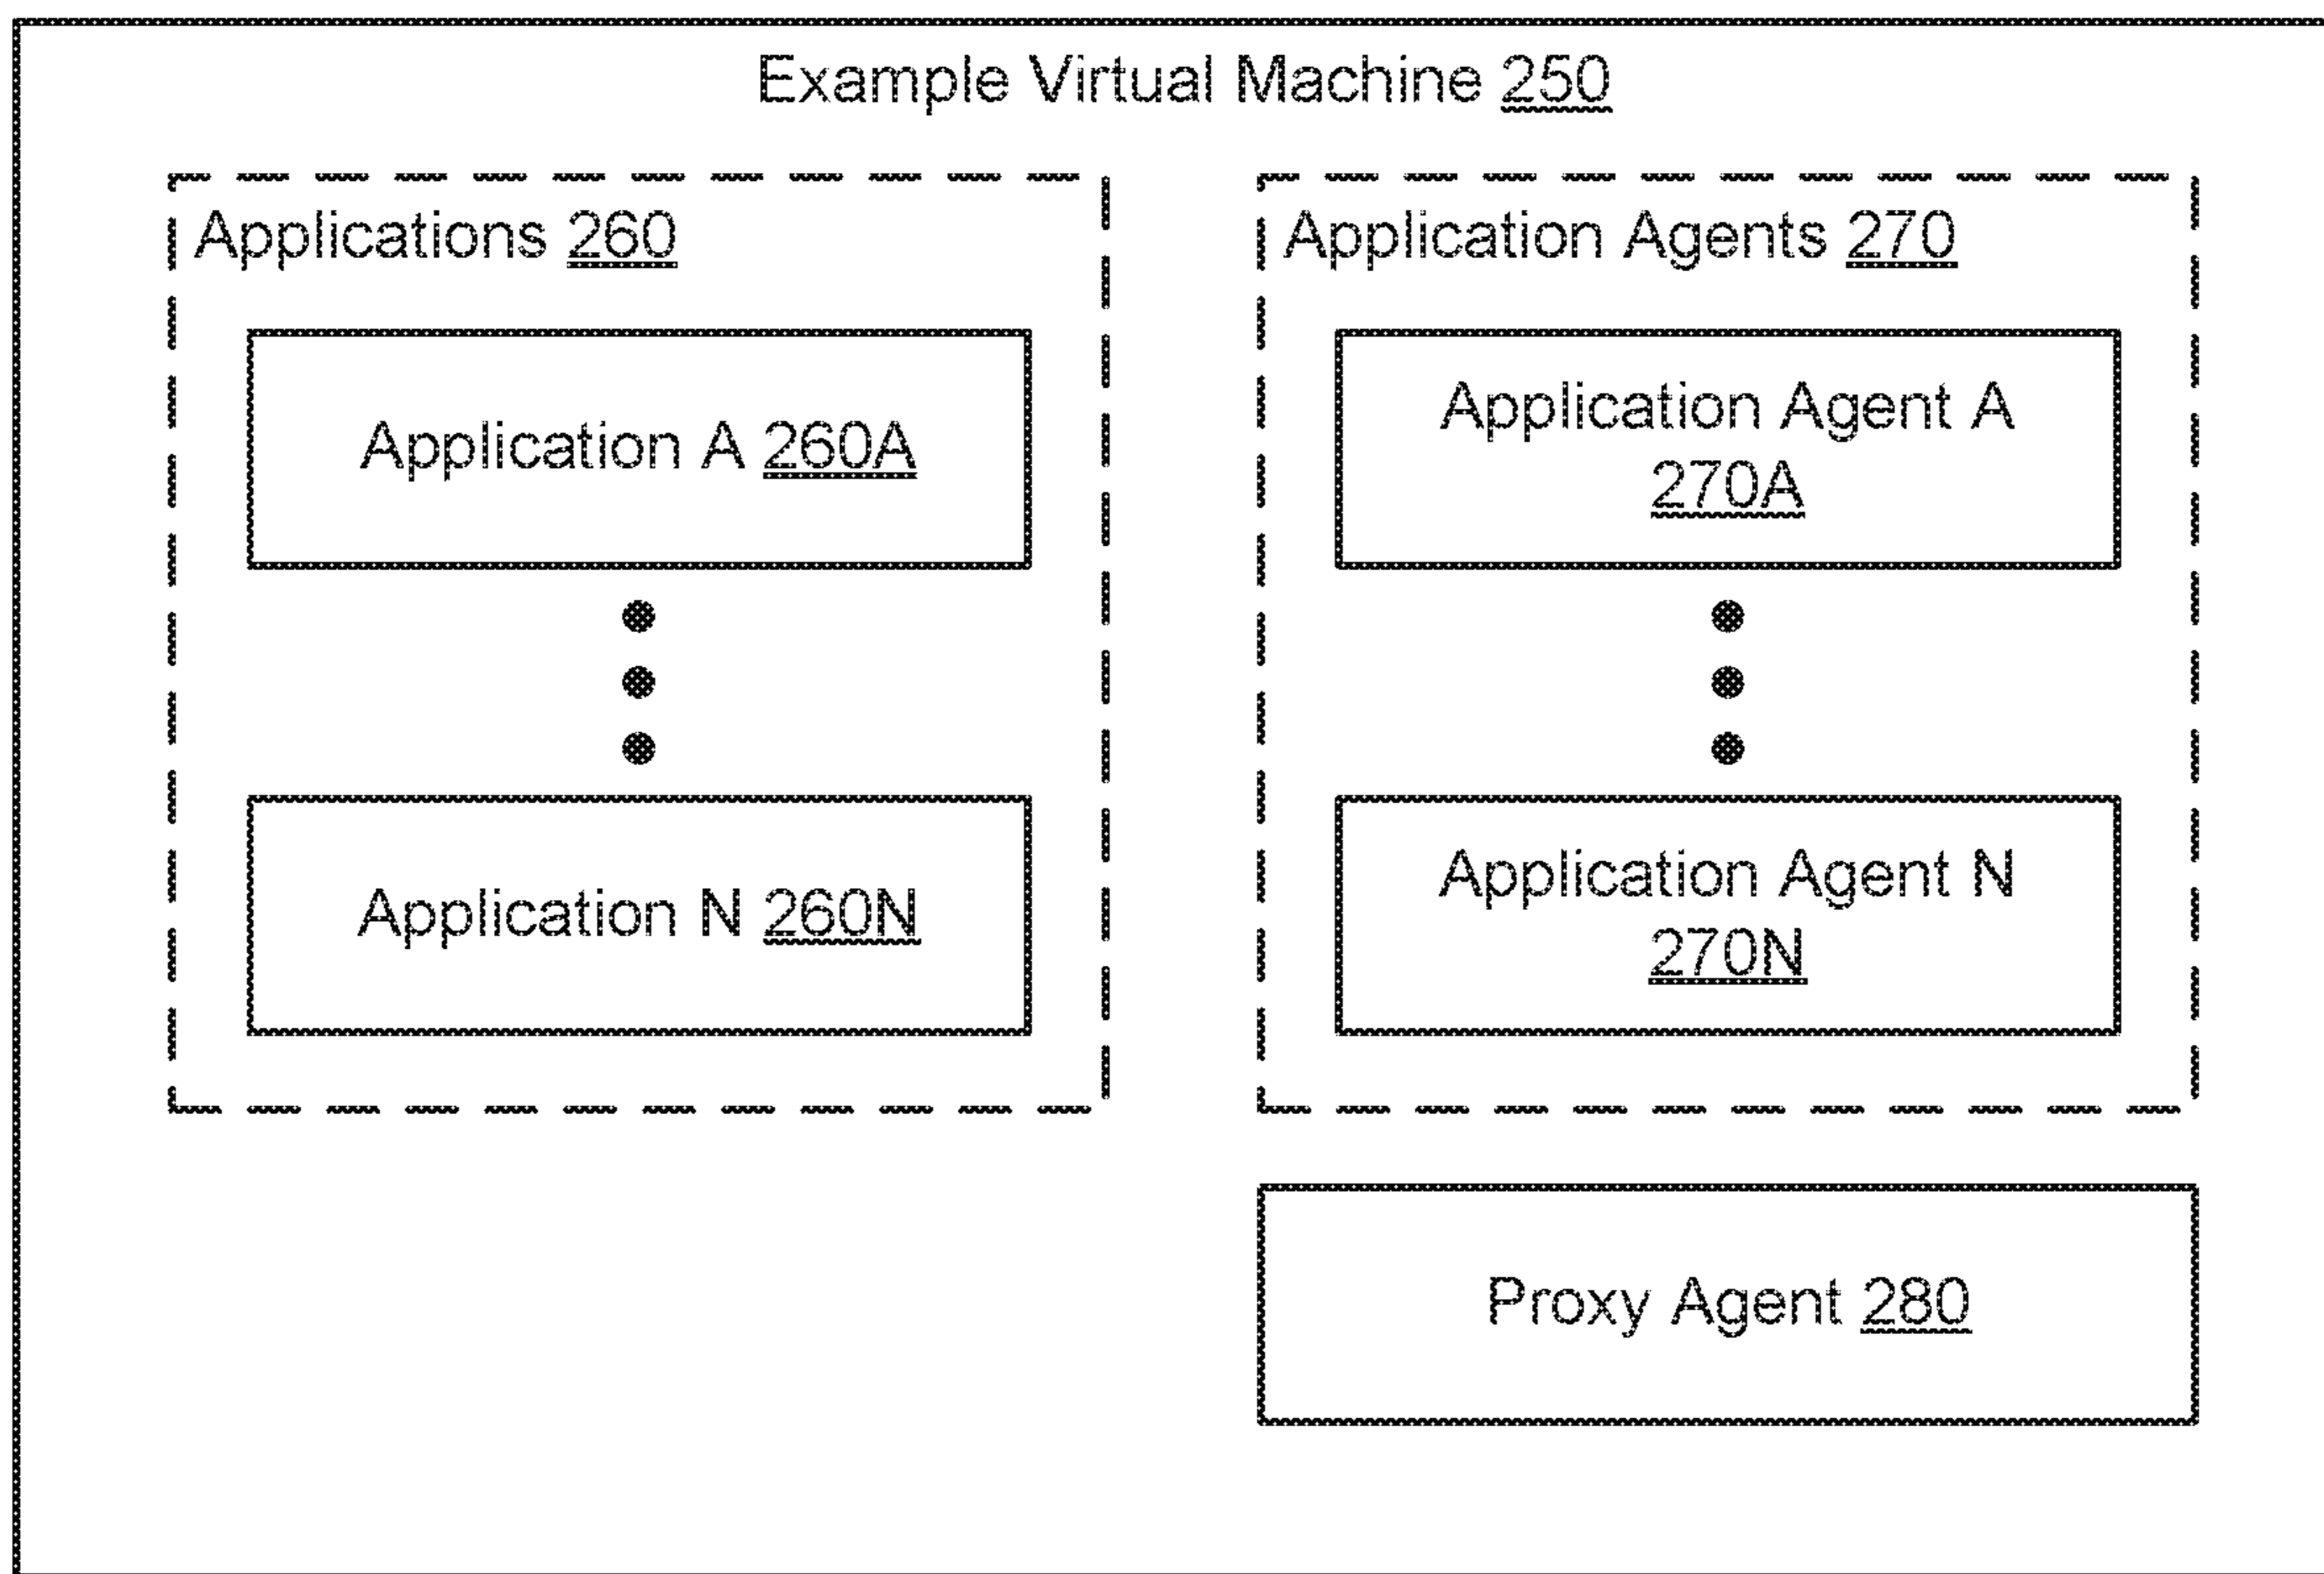 Example Virtual Machine 250
Applications 260
Application A 260A
Application N 260N
Application Agents 270
Application Agent A
270A
Application Agent N
270N
Proxy Agent 280